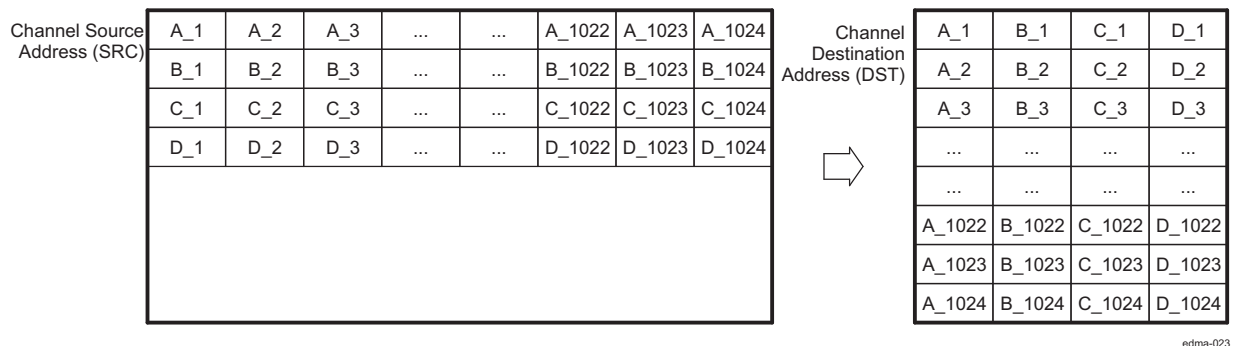 Channel Source
Address (SRC)
A_1 A_2 A_3 ... ... A_1022 A_1023 A_1024
B_1 B_2 B_3 ... ... B_1022 B_1023 B_1024
C_1 C_2 C_3 ... ... C_1022 C_1023 C_1024
D_1 D_2 D_3 ... ... D_1022 D_1023 D_1024
Channel
Destination
Address (DST)
A_1 B_1 C_1 D_1
A_2 B_2 C_2 D_2
A_3 B_3 C_3 D_3
... ... ... ...
... ... ... ...
A_1022 B_1022 C_1022 D_1022
A_1023 B_1023 C_1023 D_1023
A_1024 B_1024 C_1024 D_1024
edma-023